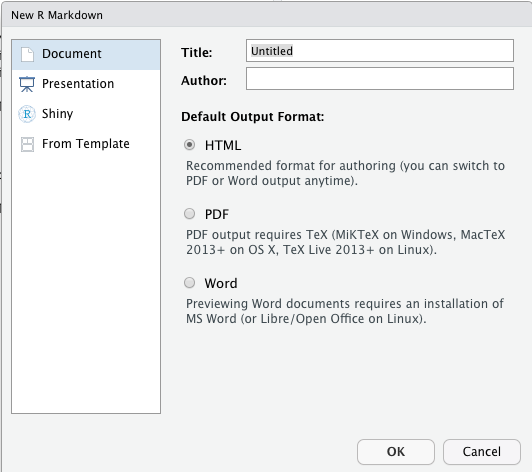 New R Markdown
Document
Presentation
Shiny
From Template
Title: Untitled
Author:
Default Output Format:
HTML
Recommended format for authoring (you can switch to
PDF or Word output anytime).
PDF
PDF output requires TeX (MiKTeX on Windows, MacTeX
2013+ on OS X, TeX Live 2013+ on Linux).
Word
Previewing Word documents requires an installation of
MS Word (or Libre/Open Office on Linux).
OK Cancel